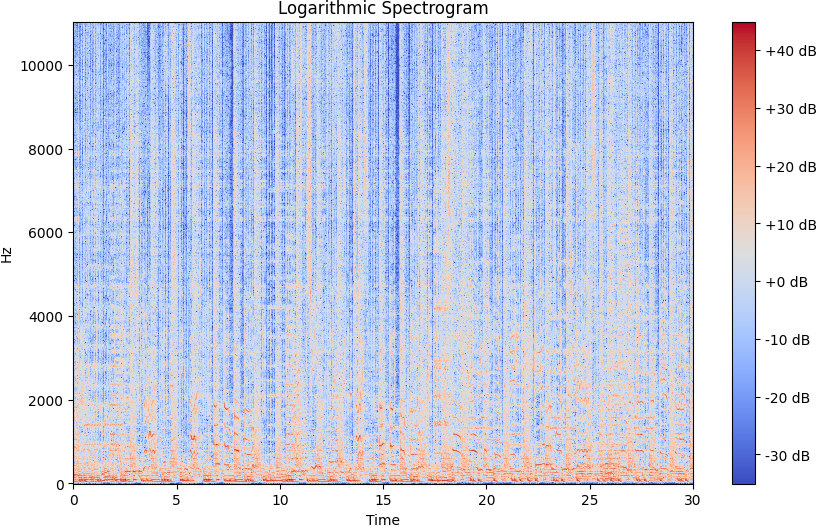 Logarithmic Spectrogram
10000
8000
6000
4000
2000
0
Hz
0 5 10 15 20 25 30
Time
+40 dB
+30 dB
+20 dB
+10 dB
+0 dB
-10 dB
-20 dB
-30 dB